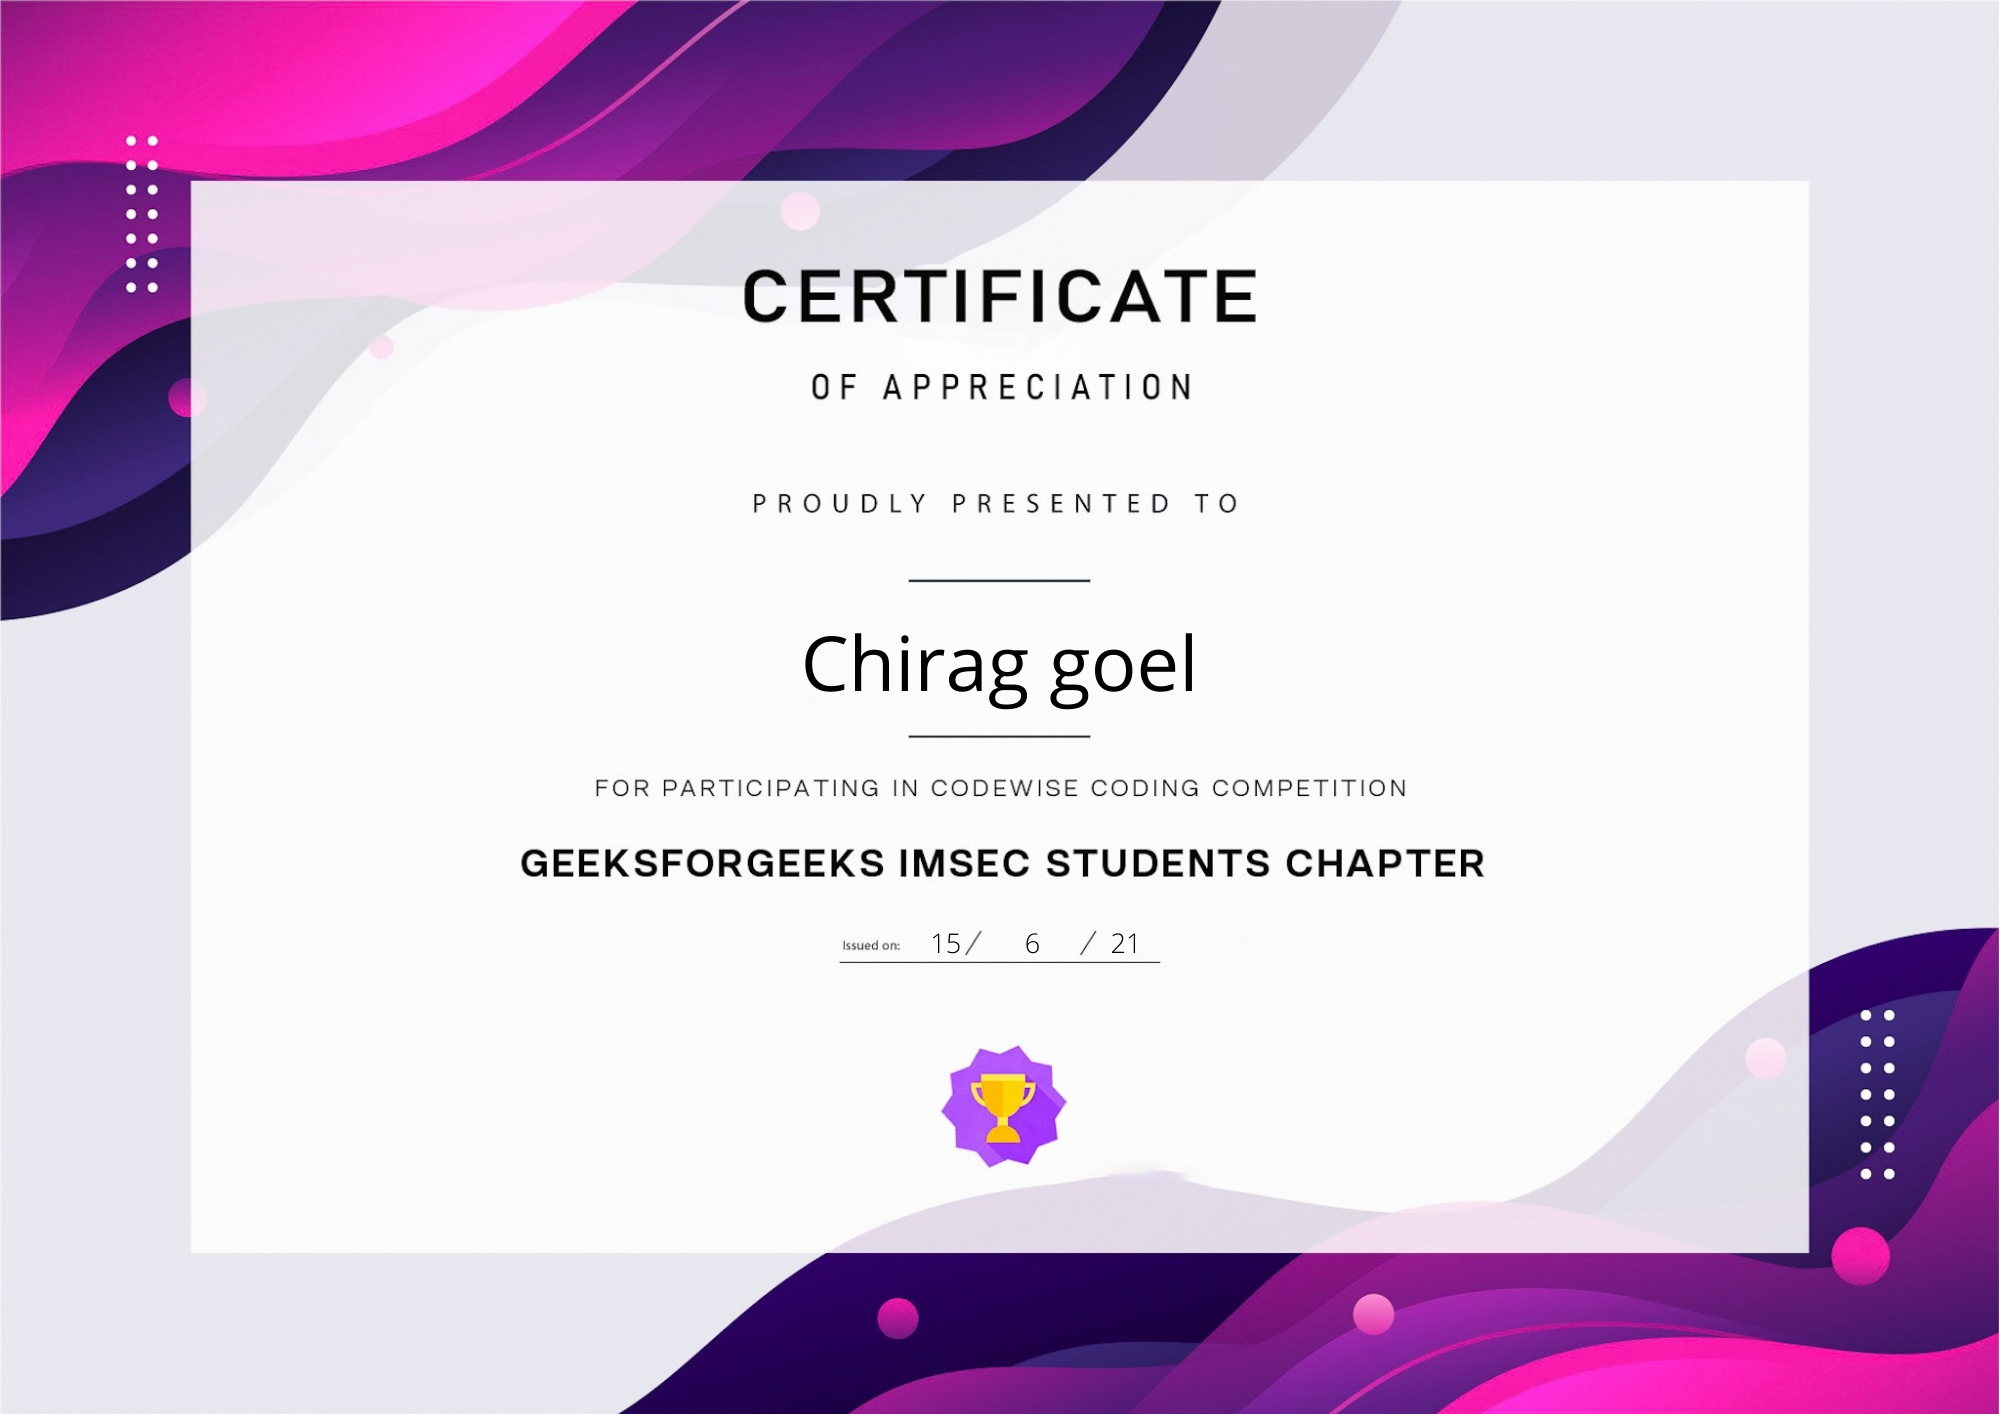 CERTIFICATE
OF APPRECIATION
PROUDLY PRESENTED TO
Chirag goel
FOR PARTICIPATING IN CODEWISE CODING COMPETITION
GEEKSFORGEEKS IMSEC STUDENTS CHAPTER
Issued on: 15/ 6 / 21